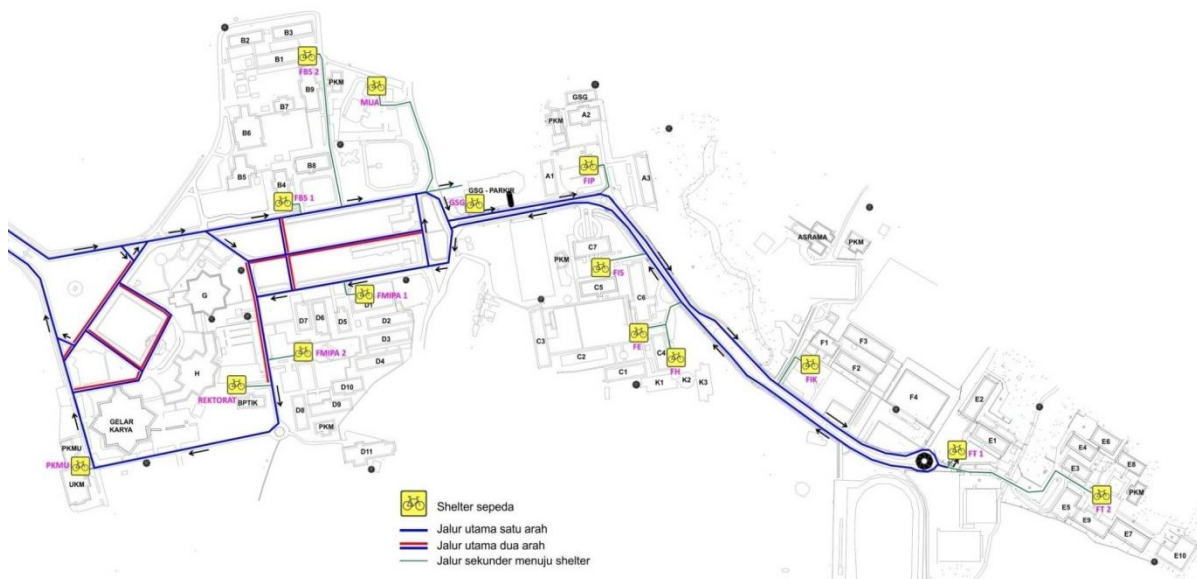 B3
B2
B1
FBS 2
PKM
B9
MUA
B7
B6
B8
B5
B4
FBS 1
GSG
A2
PKM
FIP
A1
A3
GSG - PARKIR
GSG
ASRAMA
PKM
C7
PKM
FIS
C5
C6
G
FMIPA 1
D1
D7
D6
D5
D2
D3
D4
FMIPA 2
H
REKTORAT
BPTIK
D10
D9
D8
PKM
D11
GELAR
KARYA
PKMU
PKMU
UKM
C3
C2
FE
C4
FH
C1
K1
K2
K3
F1
F3
F2
FIK
F4
E2
E1
FT 1
E6
E4
E3
E8
PKM
FT 2
E5
E9
E7
E10
Shelter sepeda
Jalur utama satu arah
Jalur utama dua arah
Jalur sekunder menuju shelter